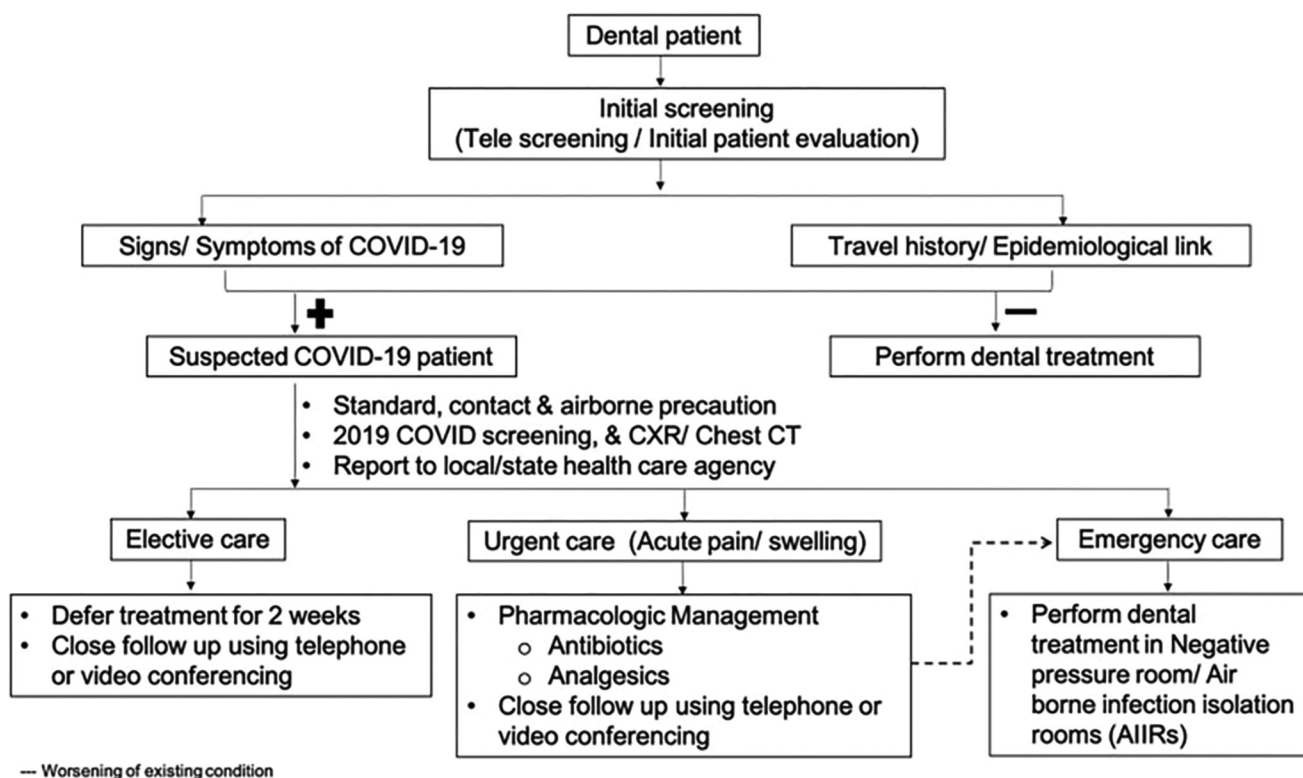 Dental patient
Initial screening
(Tele screening / Initial patient evaluation)
Signs/ Symptoms of COVID-19
Travel history/ Epidemiological link
+
−
Suspected COVID-19 patient
Perform dental treatment
• Standard, contact & airborne precaution
• 2019 COVID screening, & CXR/ Chest CT
• Report to local/state health care agency
Elective care
Urgent care (Acute pain/ swelling)
Emergency care
• Defer treatment for 2 weeks
• Close follow up using telephone
or video conferencing
• Pharmacologic Management
o Antibiotics
o Analgesics
• Close follow up using telephone or
video conferencing
• Perform dental
treatment in Negative
pressure room/ Air
borne infection isolation
rooms (AIIRs)
--- Worsening of existing condition